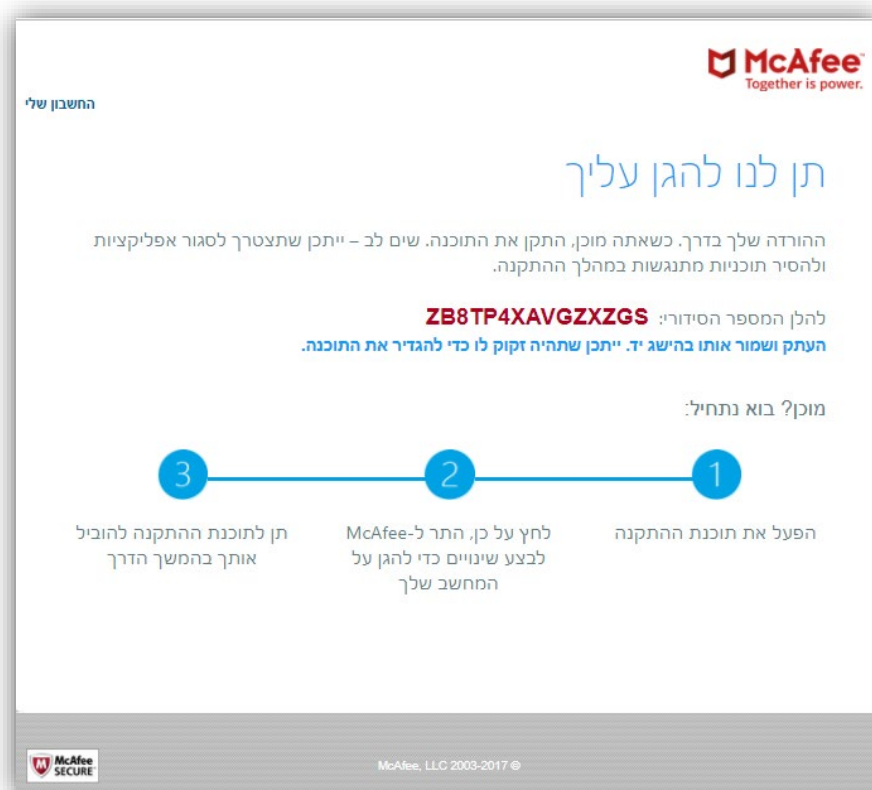 McAfee
Together is power.
החשבון שלי
תן לנו להגן עליך
ההורדה שלך בדרך. כשאתה מוכן, התקן את התוכנה. שים לב – ייתכן שתצטרך לסגור אפליקציות
ולהסיר תוכניות מתנגשות במהלך ההתקנה.
להלן המספר הסידורי: ZB8TP4XAVGZXZGS
העתק ושמור אותו בהישג יד. ייתכן שתהיה זקוק לו כדי להגדיר את התוכנה.
מוכן? בוא נתחיל:
1
2
3
הפעל את תוכנת ההתקנה
לחץ על כן, התר ל-McAfee
לבצע שינויים כדי להגן על
המחשב שלך
תן לתוכנת ההתקנה להוביל
אותך בהמשך הדרך
McAfee
SECURE
McAfee, LLC 2003-2017 ©